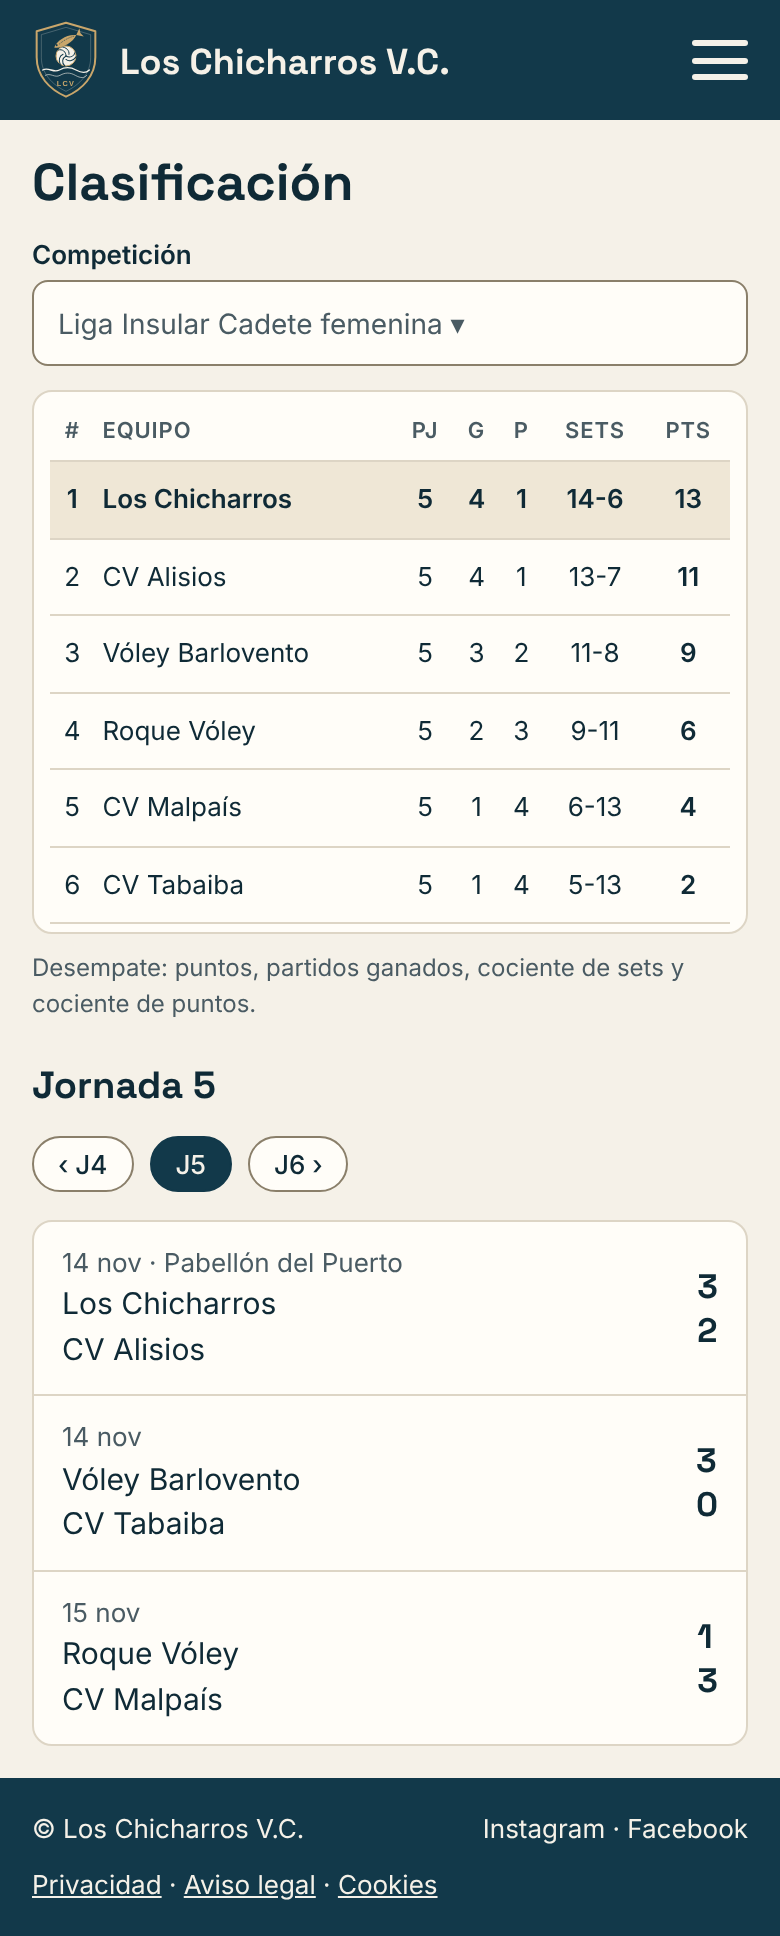 LCV
Los Chicharros V.C.
Clasificación
Competición
Liga Insular Cadete femenina ▾
# EQUIPO PJ G P SETS PTS
1 Los Chicharros 5 4 1 14-6 13
2 CV Alisios 5 4 1 13-7 11
3 Vóley Barlovento 5 3 2 11-8 9
4 Roque Vóley 5 2 3 9-11 6
5 CV Malpaís 5 1 4 6-13 4
6 CV Tabaiba 5 1 4 5-13 2
Desempate: puntos, partidos ganados, cociente de sets y
cociente de puntos.
Jornada 5
‹ J4 J5 J6 ›
14 nov · Pabellón del Puerto
Los Chicharros 3
CV Alisios 2
14 nov
Vóley Barlovento 3
CV Tabaiba 0
15 nov
Roque Vóley 1
CV Malpaís 3
© Los Chicharros V.C. Instagram · Facebook
Privacidad · Aviso legal · Cookies